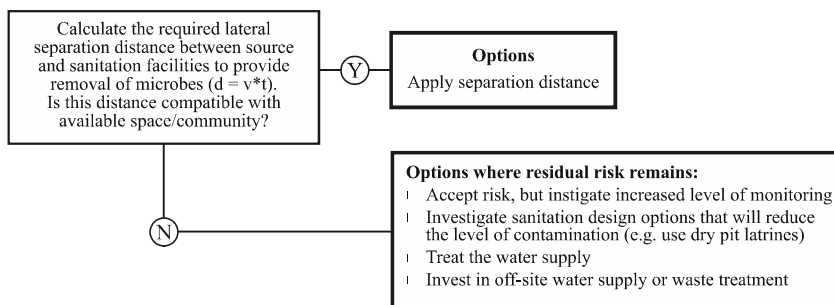 Calculate the required lateral
separation distance between source
and sanitation facilities to provide
removal of microbes (d = v*t).
Is this distance compatible with
available space/community?
Y
Options
Apply separation distance
N
Options where residual risk remains:
Accept risk, but instigate increased level of monitoring
Investigate sanitation design options that will reduce
the level of contamination (e.g. use dry pit latrines)
Treat the water supply
Invest in off-site water supply or waste treatment